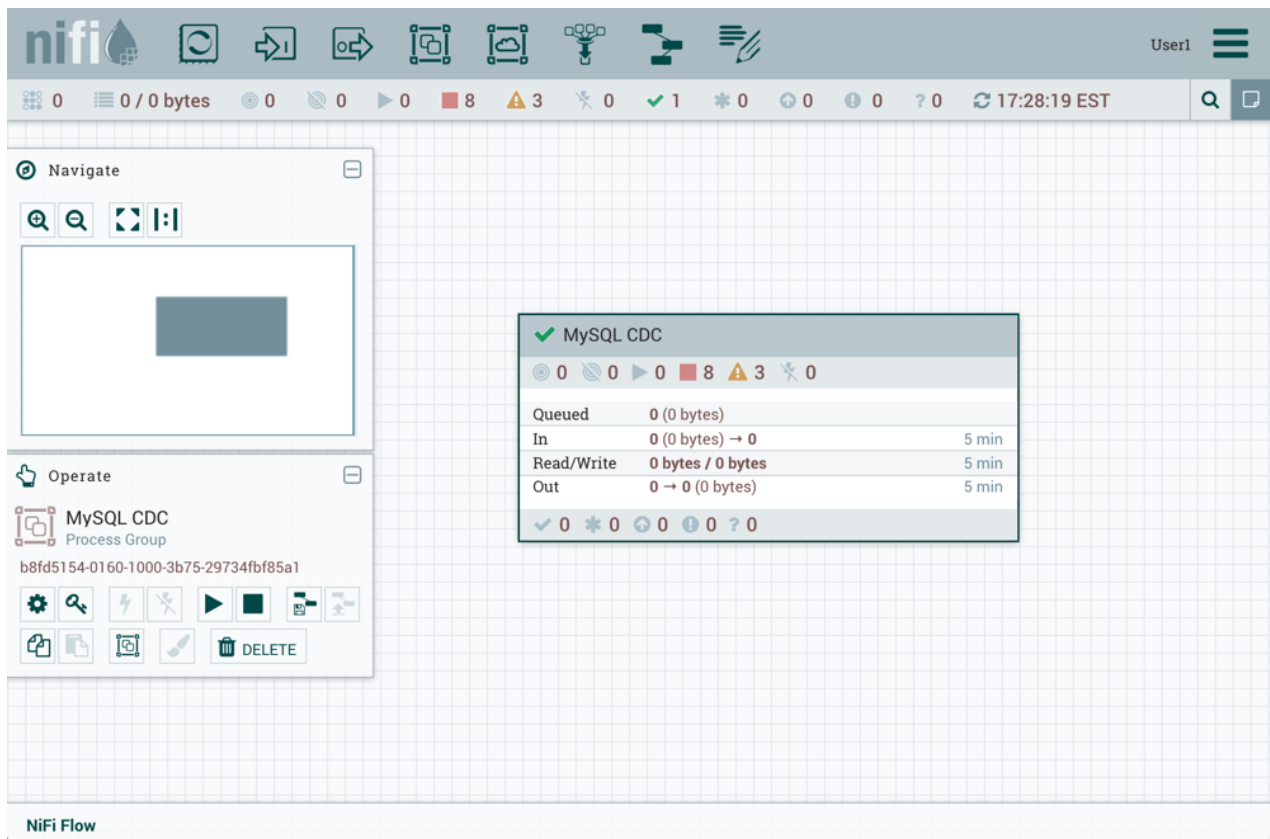 nifi
User1
0 0 / 0 bytes 0 0 0 8 3 0 1 0 0 0 ? 0 17:28:19 EST
Navigate
MySQL CDC
0 0 0 8 3 0
Queued 0 (0 bytes)
In 0 (0 bytes) → 0 5 min
Read/Write 0 bytes / 0 bytes 5 min
Out 0 → 0 (0 bytes) 5 min
0 0 0 0 ? 0
Operate
MySQL CDC
Process Group
b8fd5154-0160-1000-3b75-29734fbf85a1
DELETE
NiFi Flow